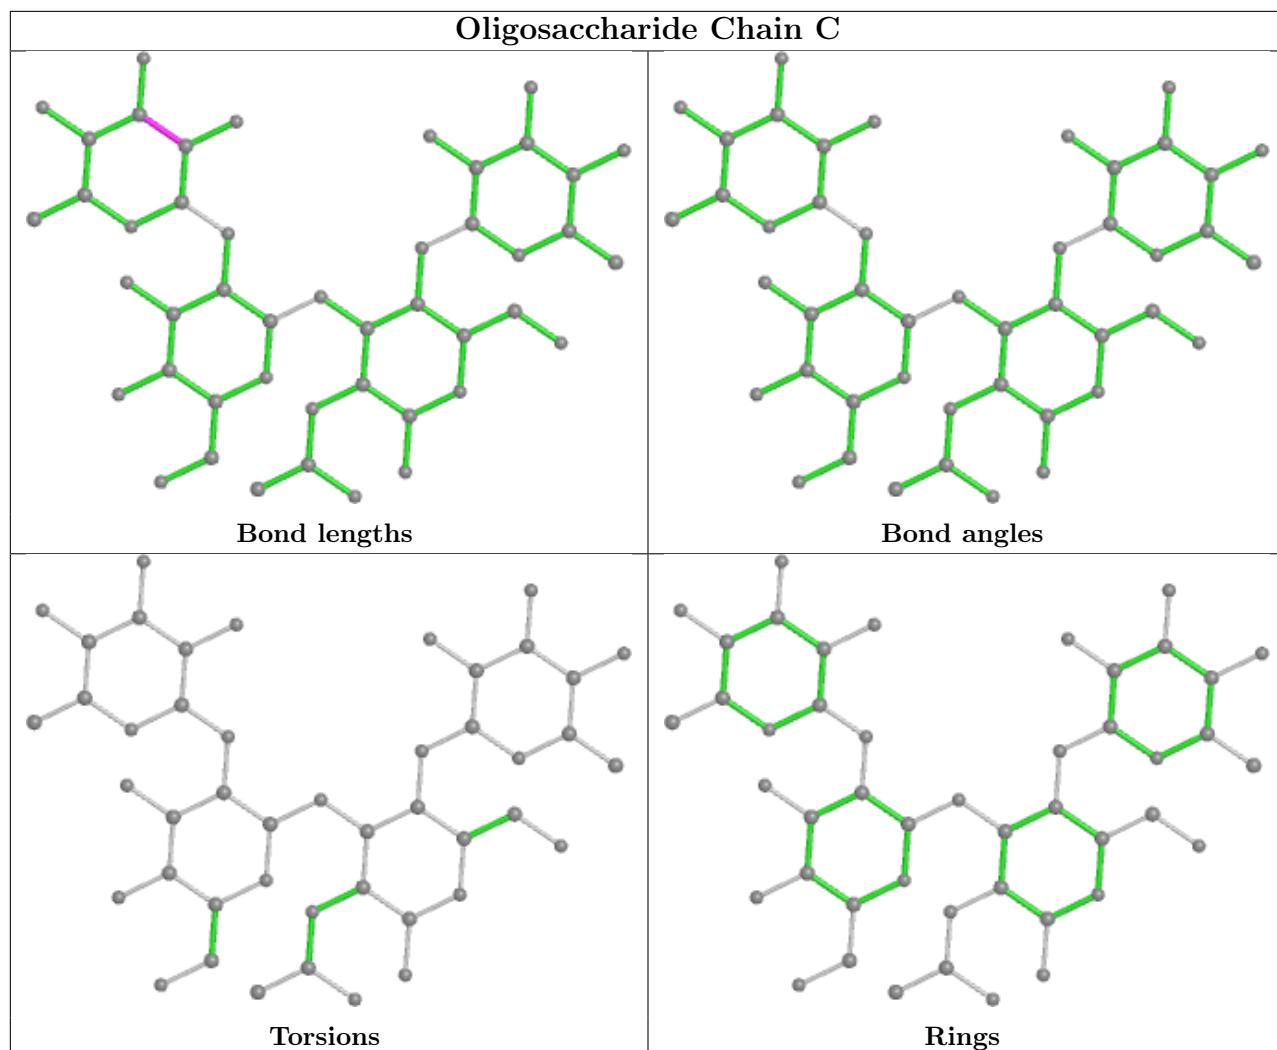 Oligosaccharide Chain C
Bond lengths
Bond angles
Torsions
Rings